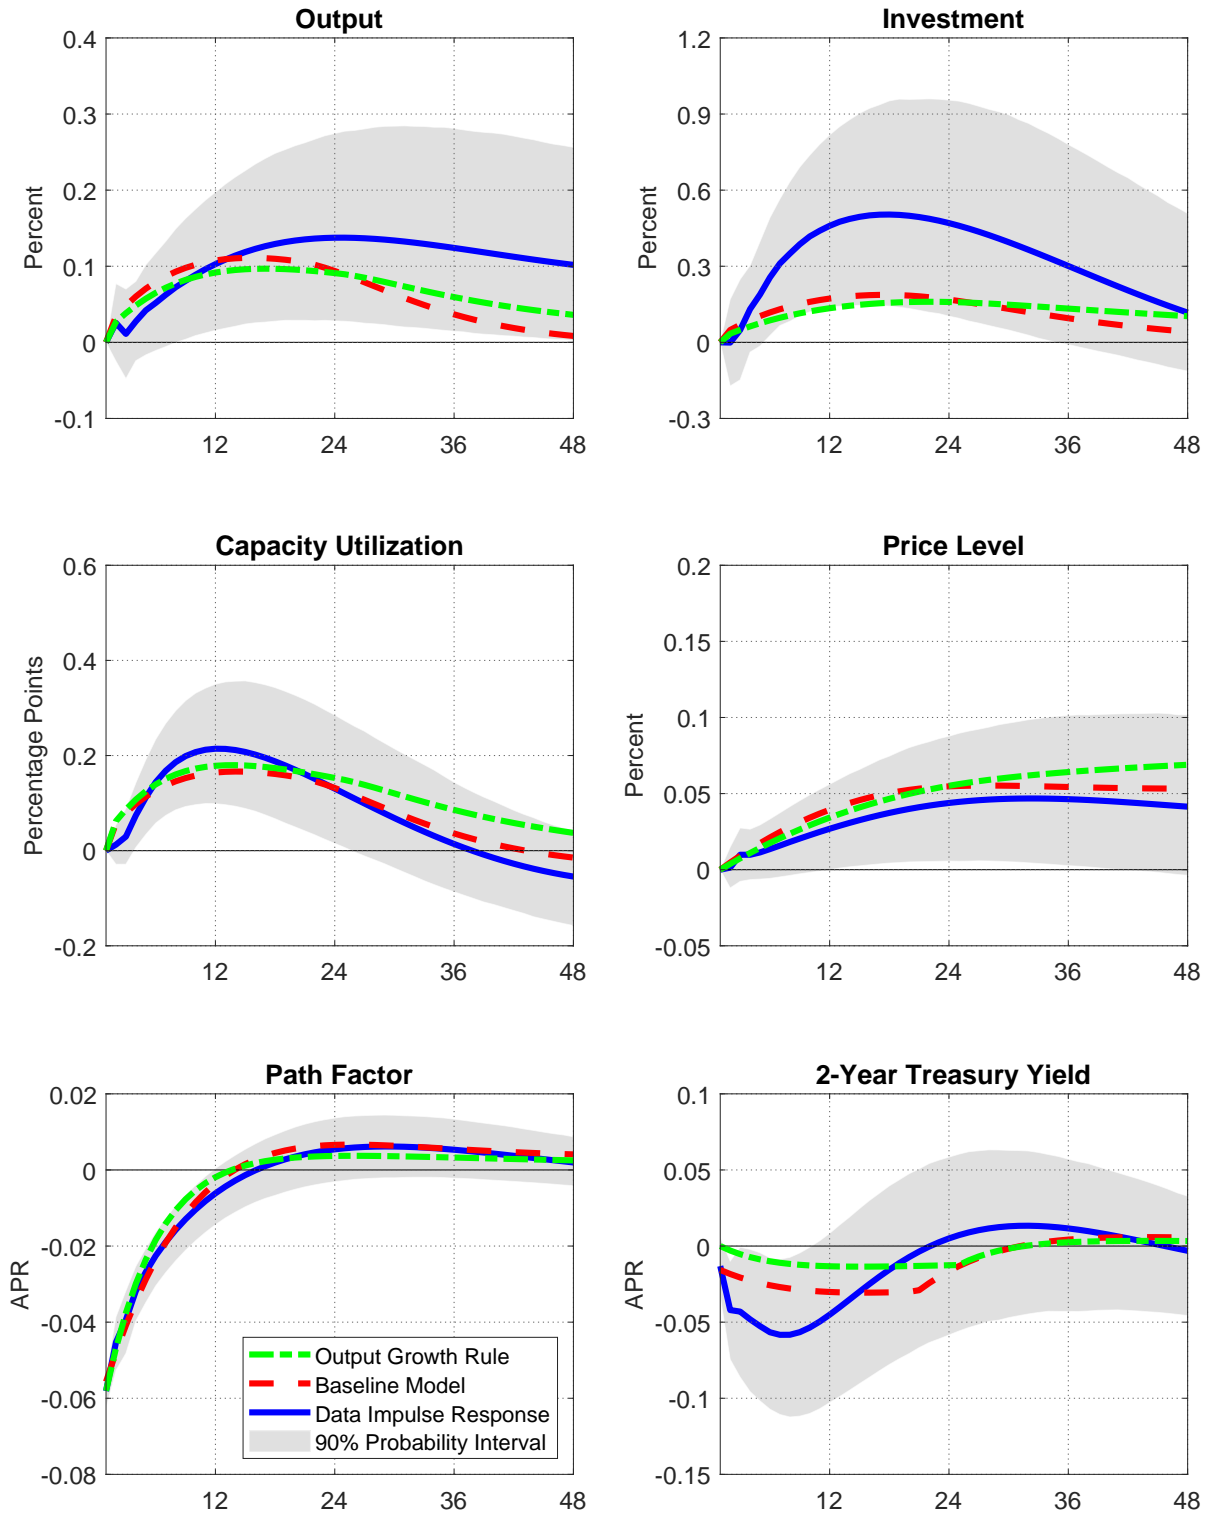 Output
0.4
0.3
0.2
0.1
0
-0.1
Percent
12 24 36 48
Investment
1.2
0.9
0.6
0.3
0
-0.3
Percent
12 24 36 48
Capacity Utilization
0.6
0.4
0.2
0
-0.2
Percentage Points
12 24 36 48
Price Level
0.2
0.15
0.1
0.05
0
-0.05
Percent
12 24 36 48
Path Factor
0.02
0
-0.02
-0.04
-0.06
-0.08
APR
Output Growth Rule
Baseline Model
Data Impulse Response
90% Probability Interval
12 24 36 48
2-Year Treasury Yield
0.1
0.05
0
-0.05
-0.1
-0.15
APR
12 24 36 48